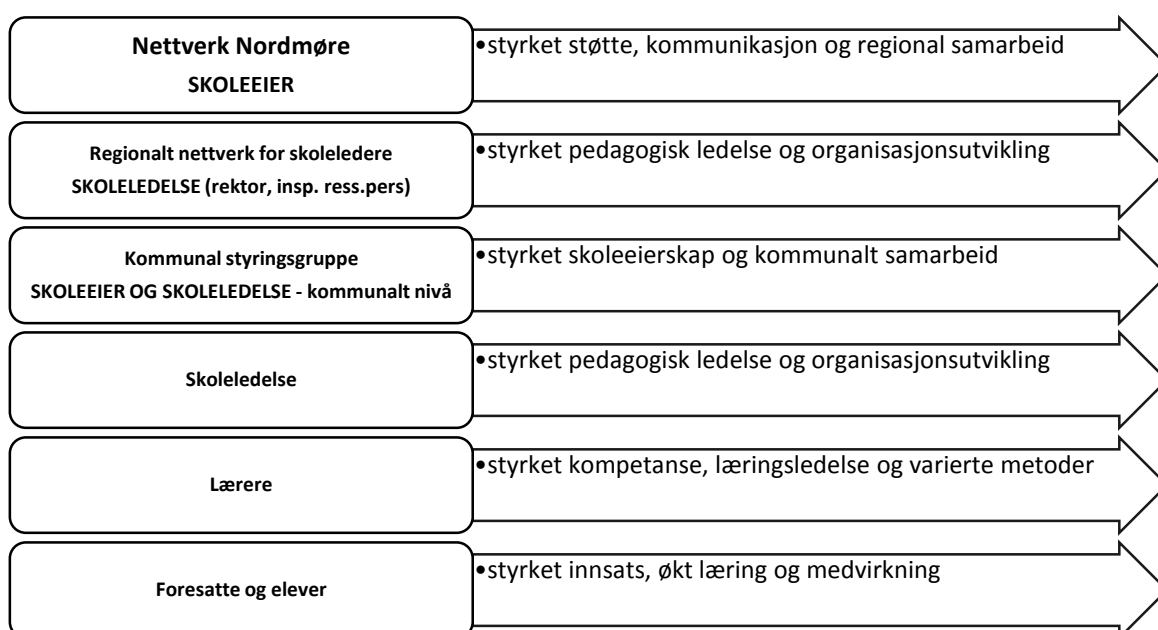 Nettverk Nordmøre
SKOLEEIER
•styrket støtte, kommunikasjon og regional samarbeid
Regionalt nettverk for skoleledere
SKOLELEDELSE (rektor, insp. ress.pers)
•styrket pedagogisk ledelse og organisasjonsutvikling
Kommunal styringsgruppe
SKOLEEIER OG SKOLELEDELSE - kommunalt nivå
•styrket skoleeierskap og kommunalt samarbeid
Skoleledelse
•styrket pedagogisk ledelse og organisasjonsutvikling
Lærere
•styrket kompetanse, læringsledelse og varierte metoder
Foresatte og elever
•styrket innsats, økt læring og medvirkning